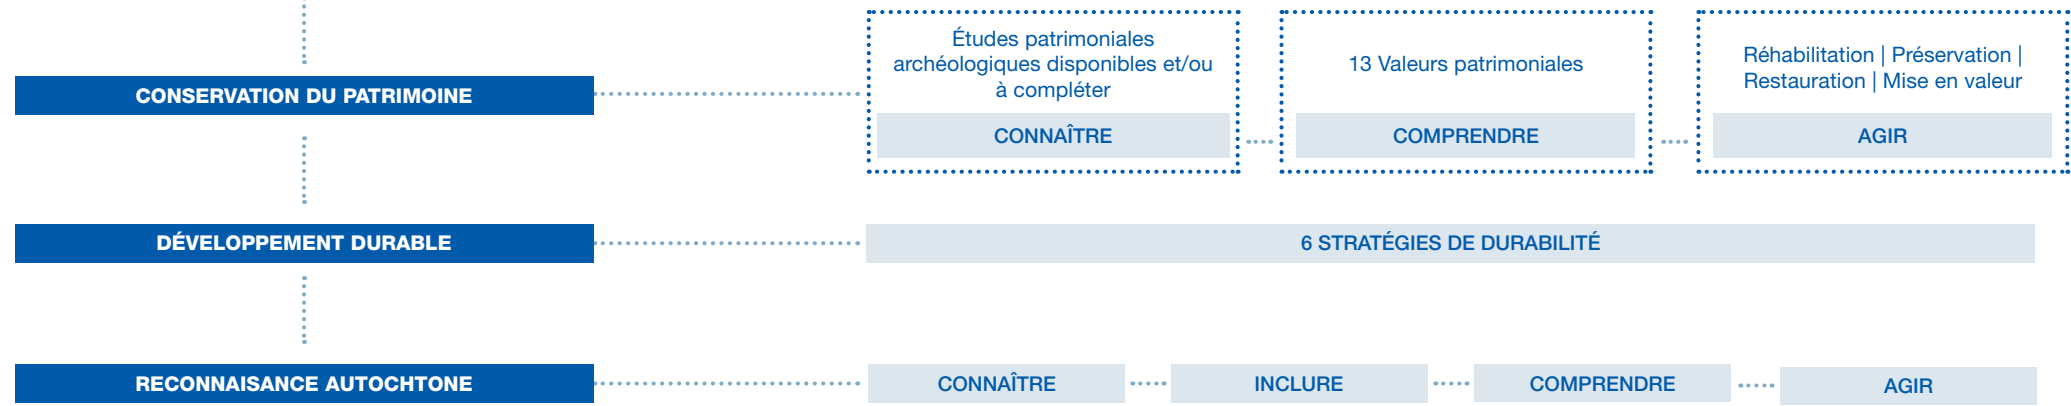 CONSERVATION DU PATRIMOINE
Études patrimoniales
archéologiques disponibles et/ou
à compléter
CONNAÎTRE
13 Valeurs patrimoniales
COMPRENDRE
Réhabilitation | Préservation |
Restauration | Mise en valeur
AGIR
DÉVELOPPEMENT DURABLE
6 STRATÉGIES DE DURABILITÉ
RECONNAISANCE AUTOCHTONE
CONNAÎTRE
INCLURE
COMPRENDRE
AGIR